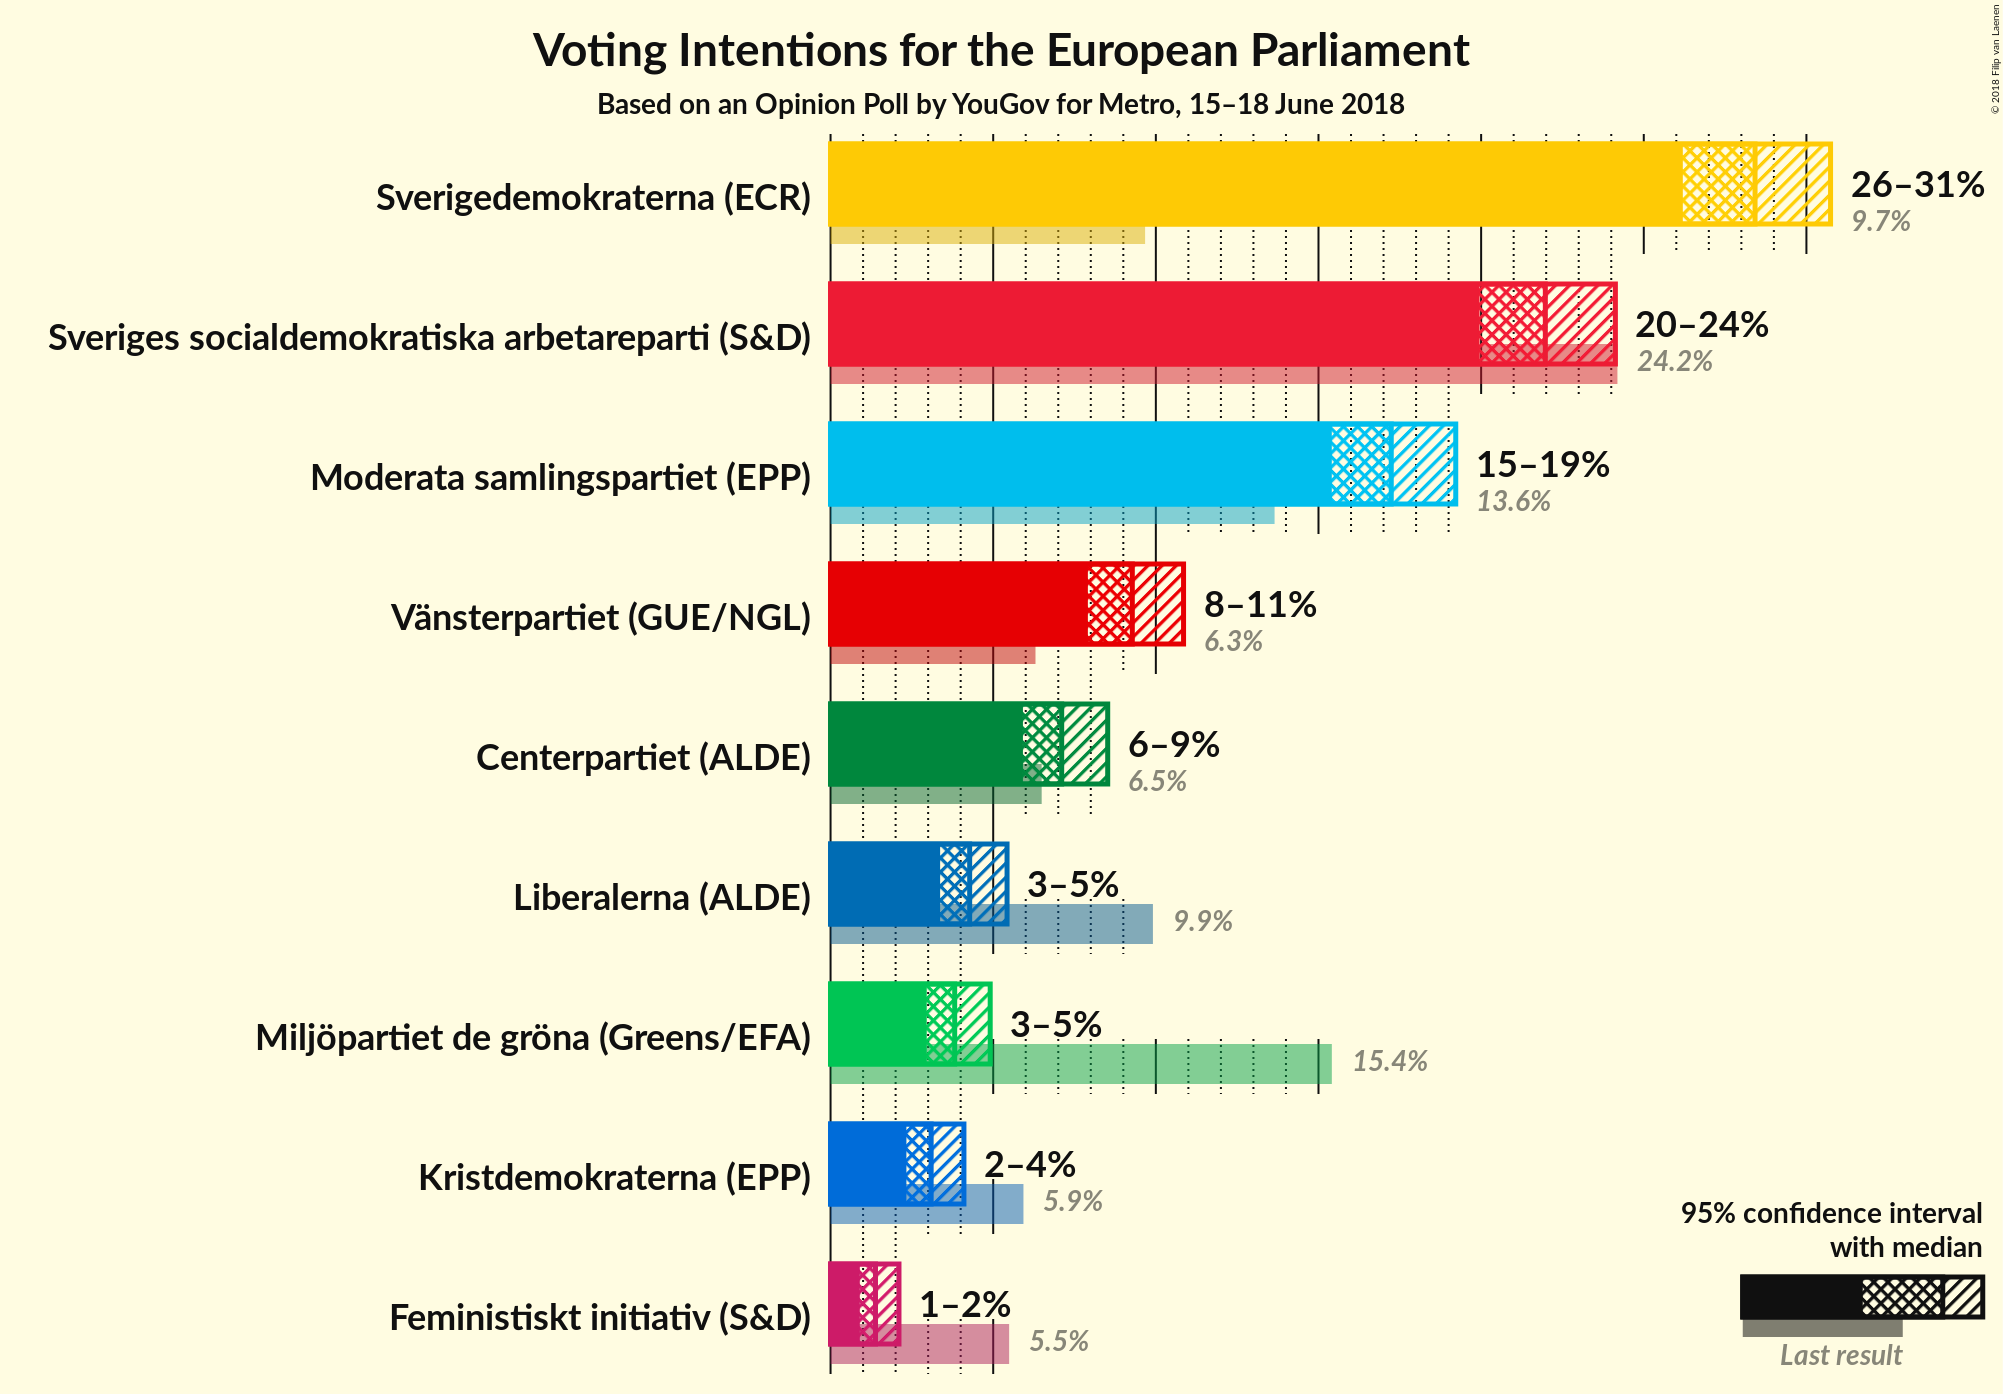 Voting Intentions for the European Parliament
Based on an Opinion Poll by YouGov for Metro, 15–18 June 2018
© 2018 Filip van Laenen
Sverigedemokraterna (ECR)
26–31%
9.7%
Sveriges socialdemokratiska arbetareparti (S&D)
20–24%
24.2%
Moderata samlingspartiet (EPP)
15–19%
13.6%
Vänsterpartiet (GUE/NGL)
8–11%
6.3%
Centerpartiet (ALDE)
6–9%
6.5%
Liberalerna (ALDE)
3–5%
9.9%
Miljöpartiet de gröna (Greens/EFA)
3–5%
15.4%
Kristdemokraterna (EPP)
2–4%
5.9%
Feministiskt initiativ (S&D)
1–2%
5.5%
95% confidence interval
with median
Last result